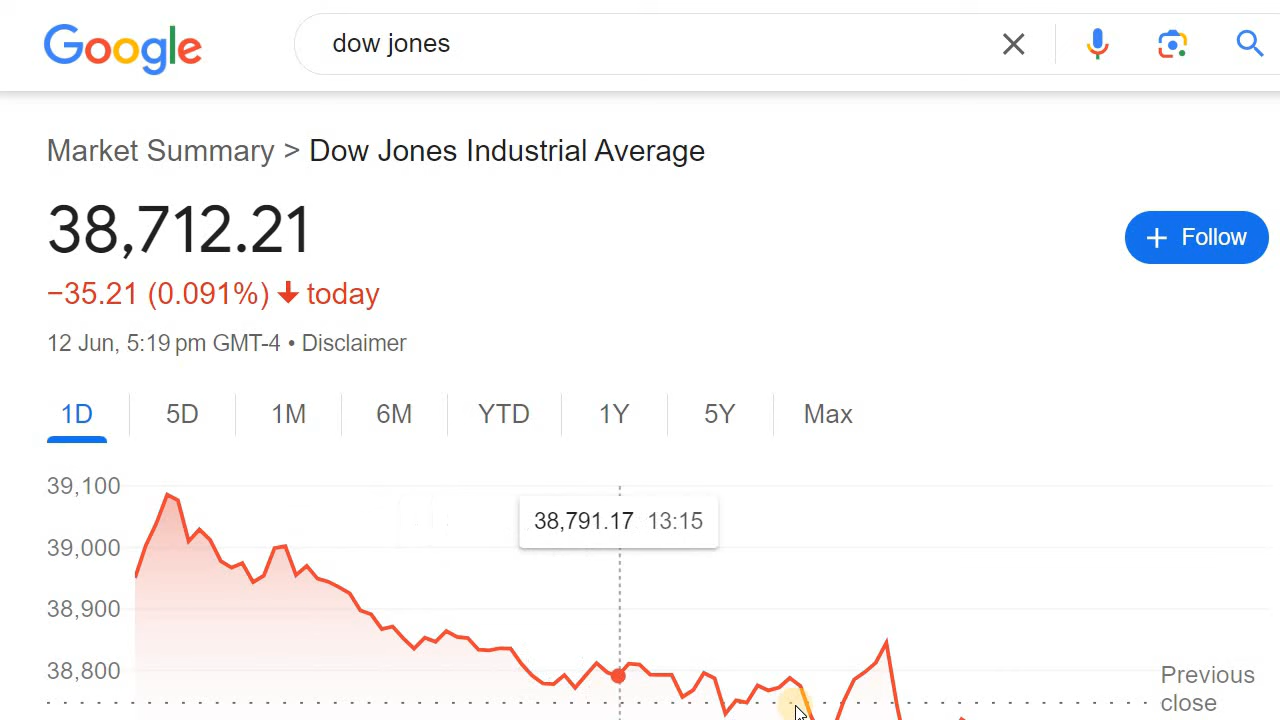 Google
dow jones
Market Summary > Dow Jones Industrial Average
38,712.21
+ Follow
−35.21 (0.091%) ↓ today
12 Jun, 5:19 pm GMT-4 • Disclaimer
1D 5D 1M 6M YTD 1Y 5Y Max
39,100
38,791.17 13:15
39,000
38,900
38,800
Previous
close